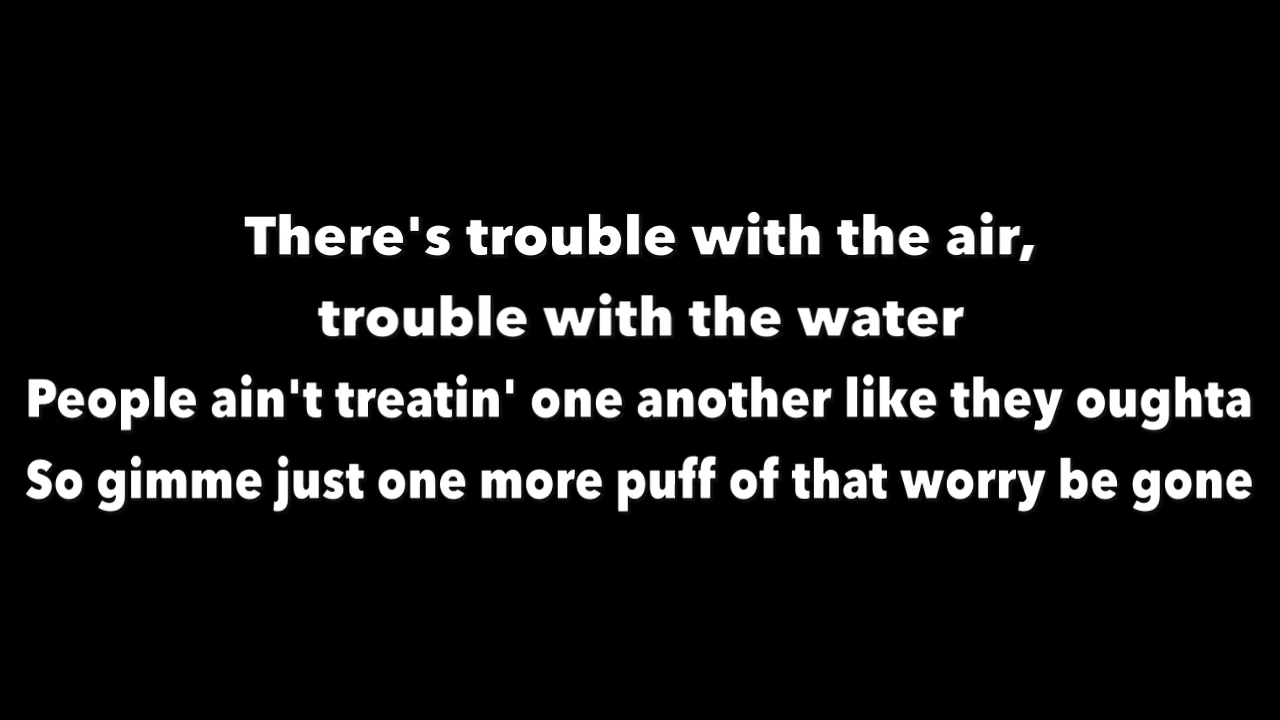 There's trouble with the air,
trouble with the water
People ain't treatin' one another like they oughta
So gimme just one more puff of that worry be gone